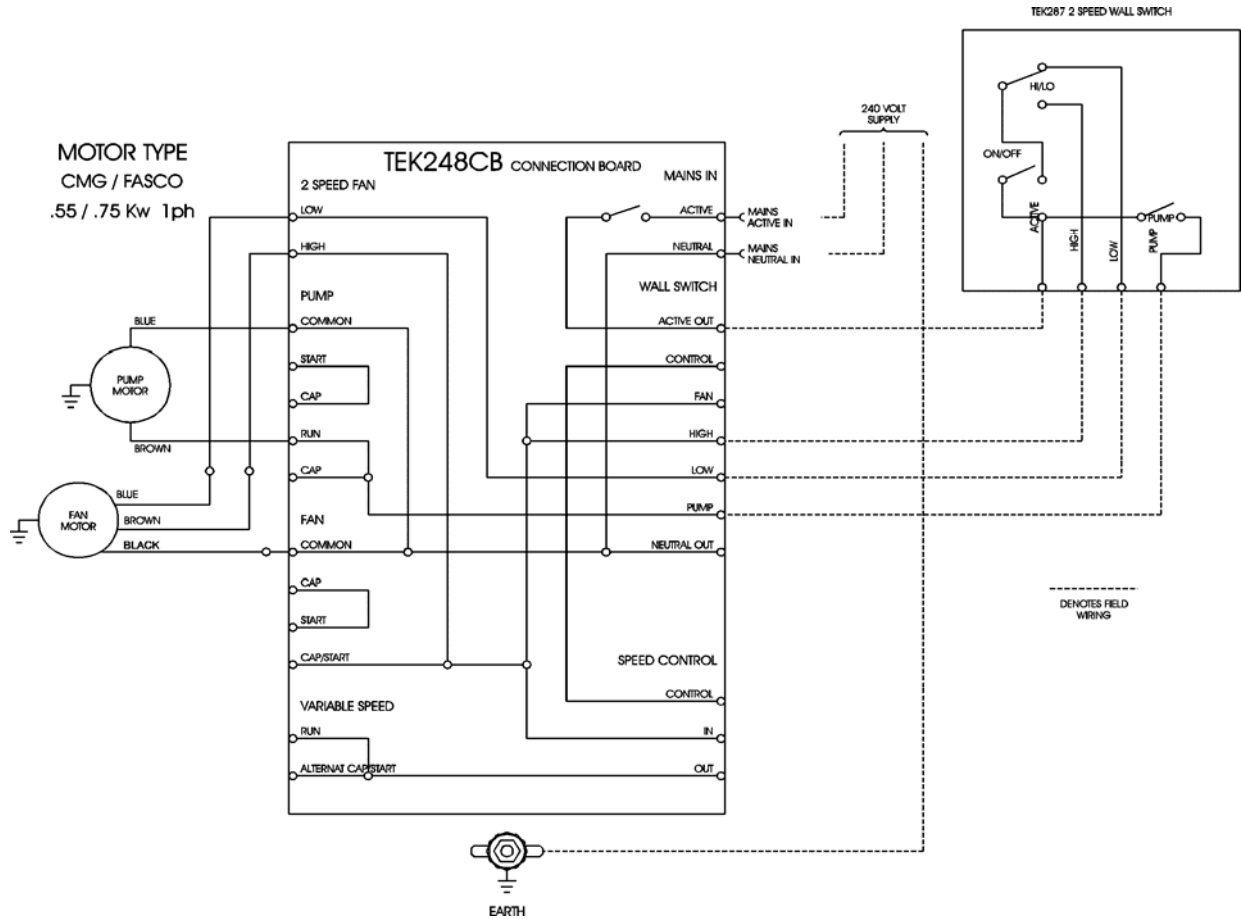 TEK287 2 SPEED WALL SWITCH
HI/LO
ON/OFF
ACTIVE
HIGH
LOW
PUMP
PUMP
240 VOLT
SUPPLY
MOTOR TYPE
CMG / FASCO
.55 / .75 Kw 1ph
TEK248CB CONNECTION BOARD
2 SPEED FAN
LOW
HIGH
PUMP
COMMON
START
CAP
RUN
CAP
FAN
COMMON
CAP
START
CAP/START
VARIABLE SPEED
RUN
ALTERNAT CAP/START
MAINS IN
ACTIVE
NEUTRAL
WALL SWITCH
ACTIVE OUT
CONTROL
FAN
HIGH
LOW
PUMP
NEUTRAL OUT
SPEED CONTROL
CONTROL
IN
OUT
MAINS
ACTIVE IN
MAINS
NEUTRAL IN
BLUE
PUMP
MOTOR
BROWN
BLUE
FAN
MOTOR
BROWN
BLACK
DENOTES FIELD
WIRING
EARTH